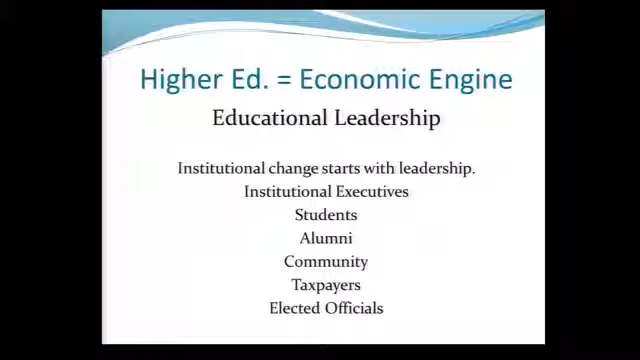 Higher Ed. = Economic Engine
Educational Leadership
Institutional change starts with leadership.
Institutional Executives
Students
Alumni
Community
Taxpayers
Elected Officials